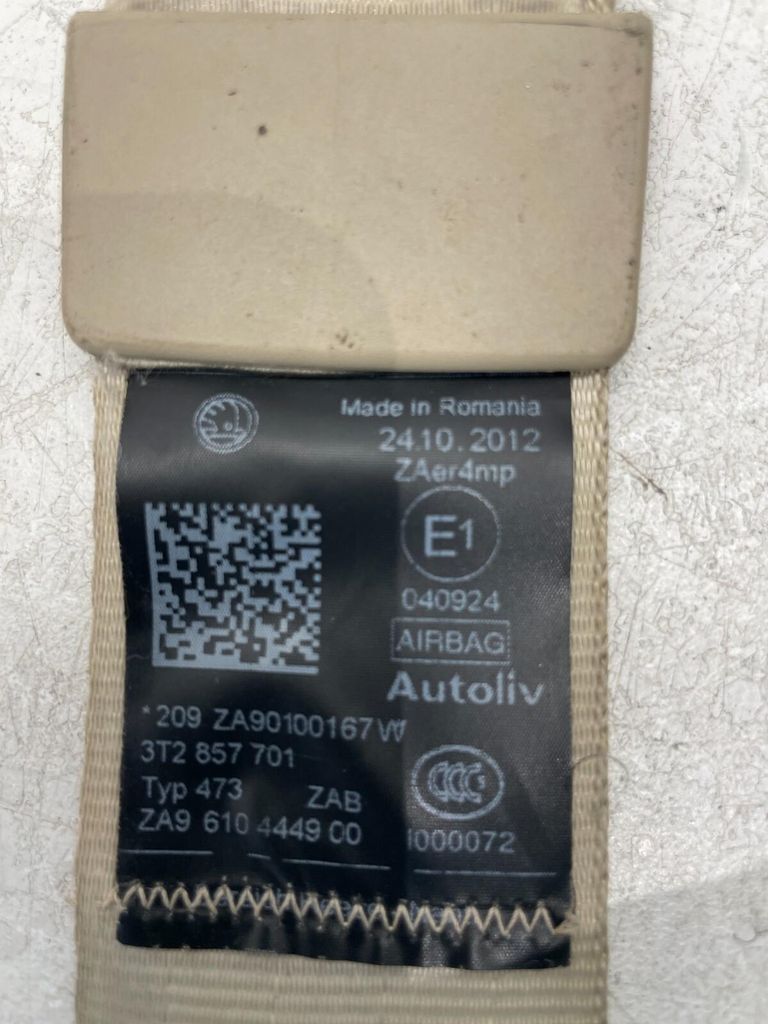 Made in Romania
24.10.2012
ZAer4mp
E1
040924
AIRBAG
Autoliv
*209 ZA90100167W
3T2 857 701
Typ 473 ZAB
ZA9 610 4449 00
CCC
1000072